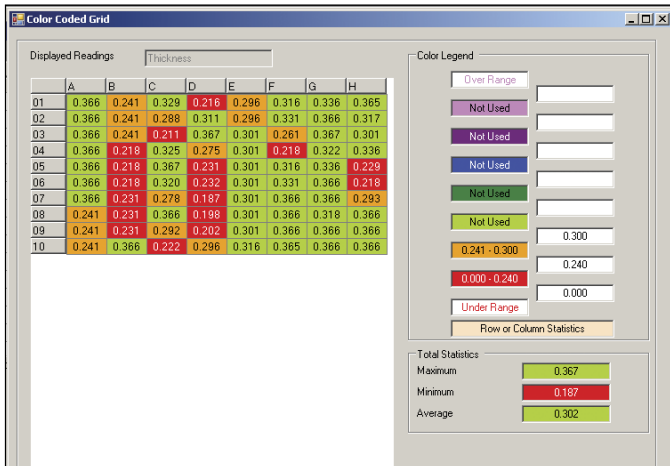 Color Coded Grid
Displayed Readings Thickness
A B C D E F G H
01 0.366 0.241 0.329 0.216 0.296 0.316 0.336 0.365
02 0.366 0.241 0.288 0.311 0.296 0.331 0.366 0.317
03 0.366 0.241 0.211 0.367 0.301 0.261 0.367 0.301
04 0.366 0.218 0.325 0.275 0.301 0.218 0.322 0.336
05 0.366 0.218 0.367 0.231 0.301 0.316 0.336 0.229
06 0.366 0.218 0.320 0.232 0.301 0.331 0.366 0.218
07 0.366 0.231 0.278 0.187 0.301 0.366 0.366 0.293
08 0.241 0.231 0.366 0.198 0.301 0.366 0.318 0.366
09 0.241 0.231 0.292 0.202 0.301 0.366 0.366 0.366
10 0.241 0.366 0.222 0.296 0.316 0.365 0.366 0.366
Color Legend
Over Range
Not Used
Not Used
Not Used
Not Used
Not Used
0.300
0.241 - 0.300
0.240
0.000 - 0.240
0.000
Under Range
Row or Column Statistics
Total Statistics
Maximum 0.367
Minimum 0.187
Average 0.302